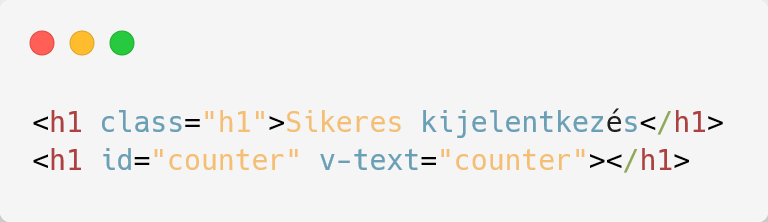 <h1 class="h1">Sikeres kijelentkezés</h1>
<h1 id="counter" v-text="counter"></h1>